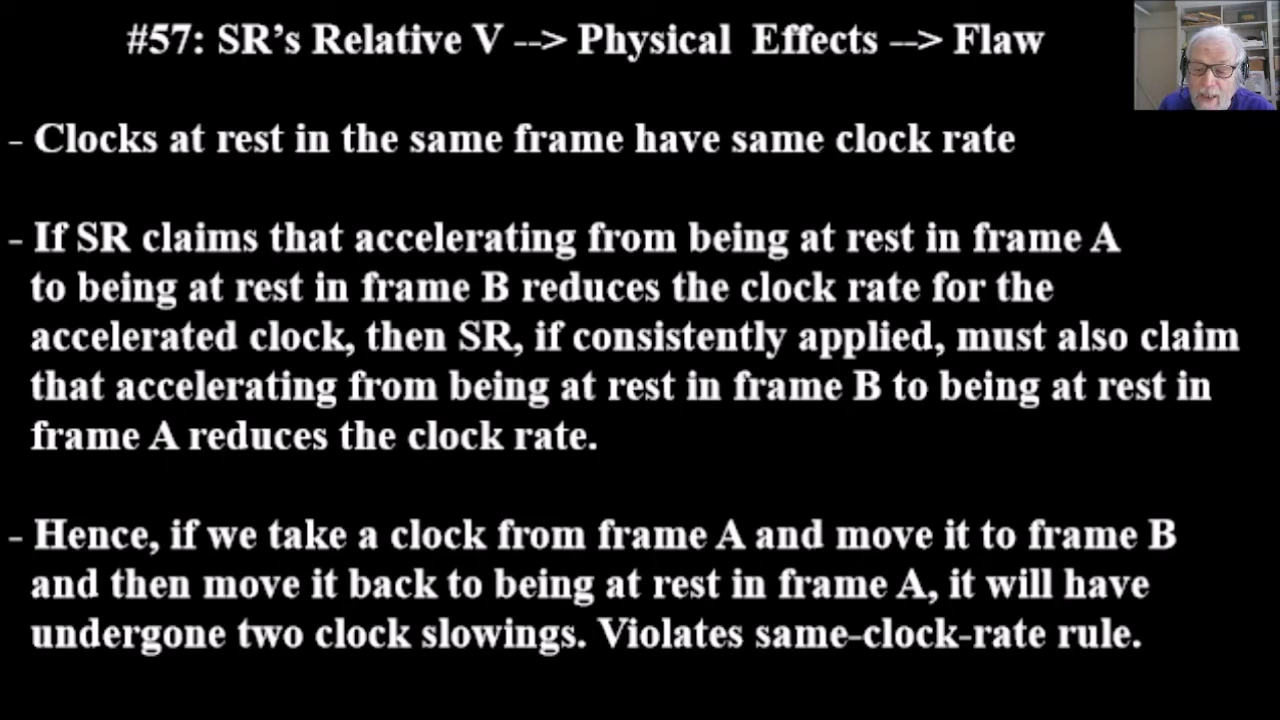 #57: SR's Relative V --> Physical Effects --> Flaw
- Clocks at rest in the same frame have same clock rate
- If SR claims that accelerating from being at rest in frame A
to being at rest in frame B reduces the clock rate for the
accelerated clock, then SR, if consistently applied, must also claim
that accelerating from being at rest in frame B to being at rest in
frame A reduces the clock rate.
- Hence, if we take a clock from frame A and move it to frame B
and then move it back to being at rest in frame A, it will have
undergone two clock slowings. Violates same-clock-rate rule.